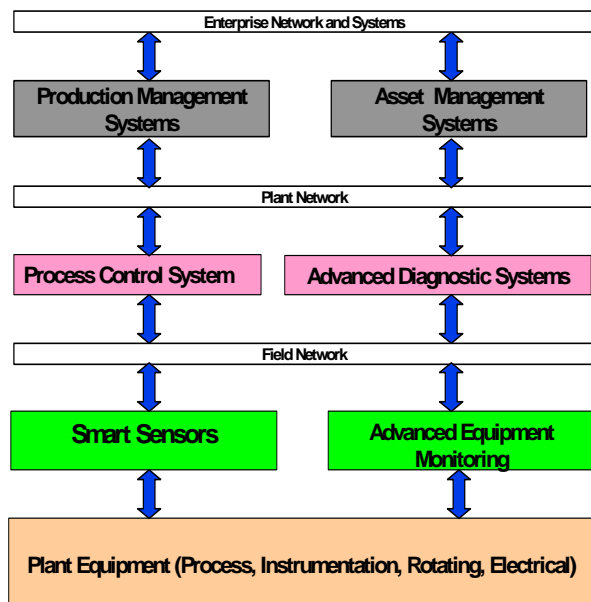 Enterprise Network and Systems
Production Management
Systems
Asset Management
Systems
Plant Network
Process Control System
Advanced Diagnostic Systems
Field Network
Smart Sensors
Advanced Equipment
Monitoring
Plant Equipment (Process, Instrumentation, Rotating, Electrical)